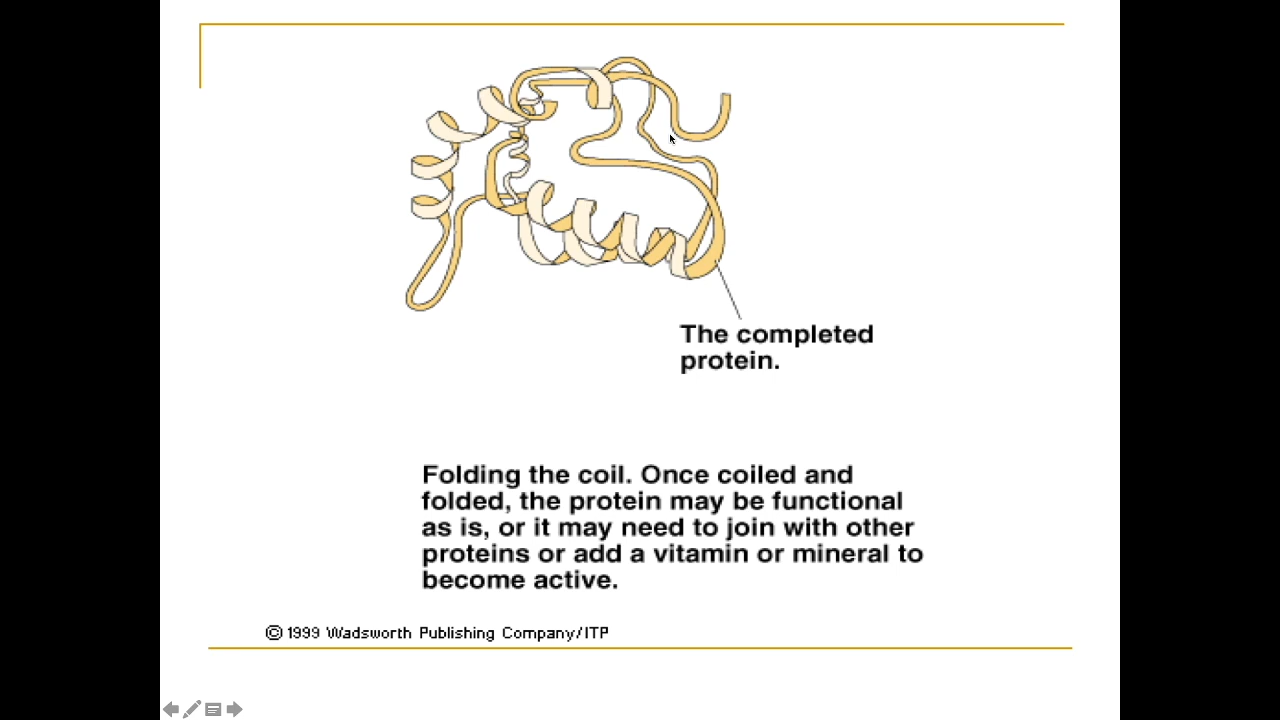 The completed
protein.
Folding the coil. Once coiled and
folded, the protein may be functional
as is, or it may need to join with other
proteins or add a vitamin or mineral to
become active.
© 1999 Wadsworth Publishing Company/ITP